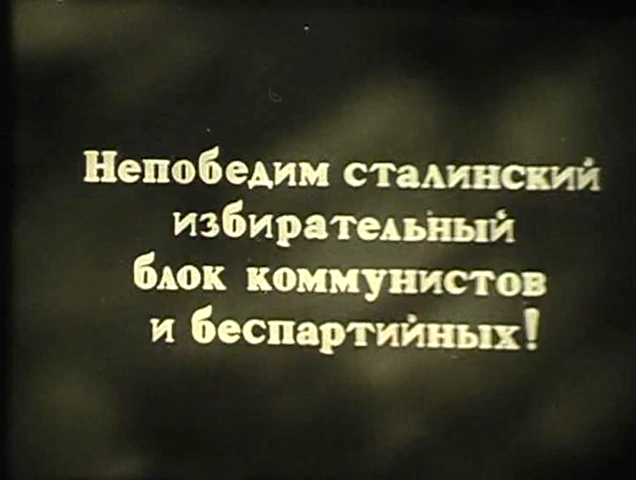 Непобедим сталинский
избирательный
блок коммунистов
и беспартийных!